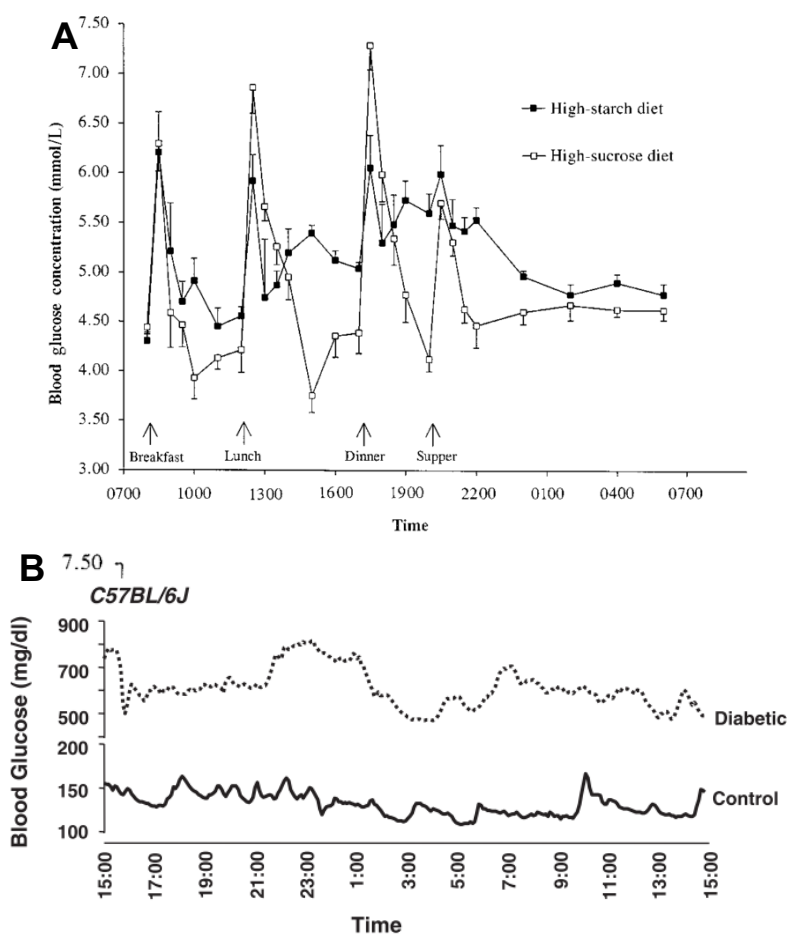 A
7.50
7.00
6.50
6.00
5.50
5.00
4.50
4.00
3.50
3.00
Blood glucose concentration (mmol/L)
High-starch diet
High-sucrose diet
Breakfast
Lunch
Dinner
Supper
0700 1000 1300 1600 1900 2200 0100 0400 0700
Time
B
7.50
C57BL/6J
900
700
500
200
150
100
Blood Glucose (mg/dl)
Diabetic
Control
15:00 17:00 19:00 21:00 23:00 1:00 3:00 5:00 7:00 9:00 11:00 13:00 15:00
Time